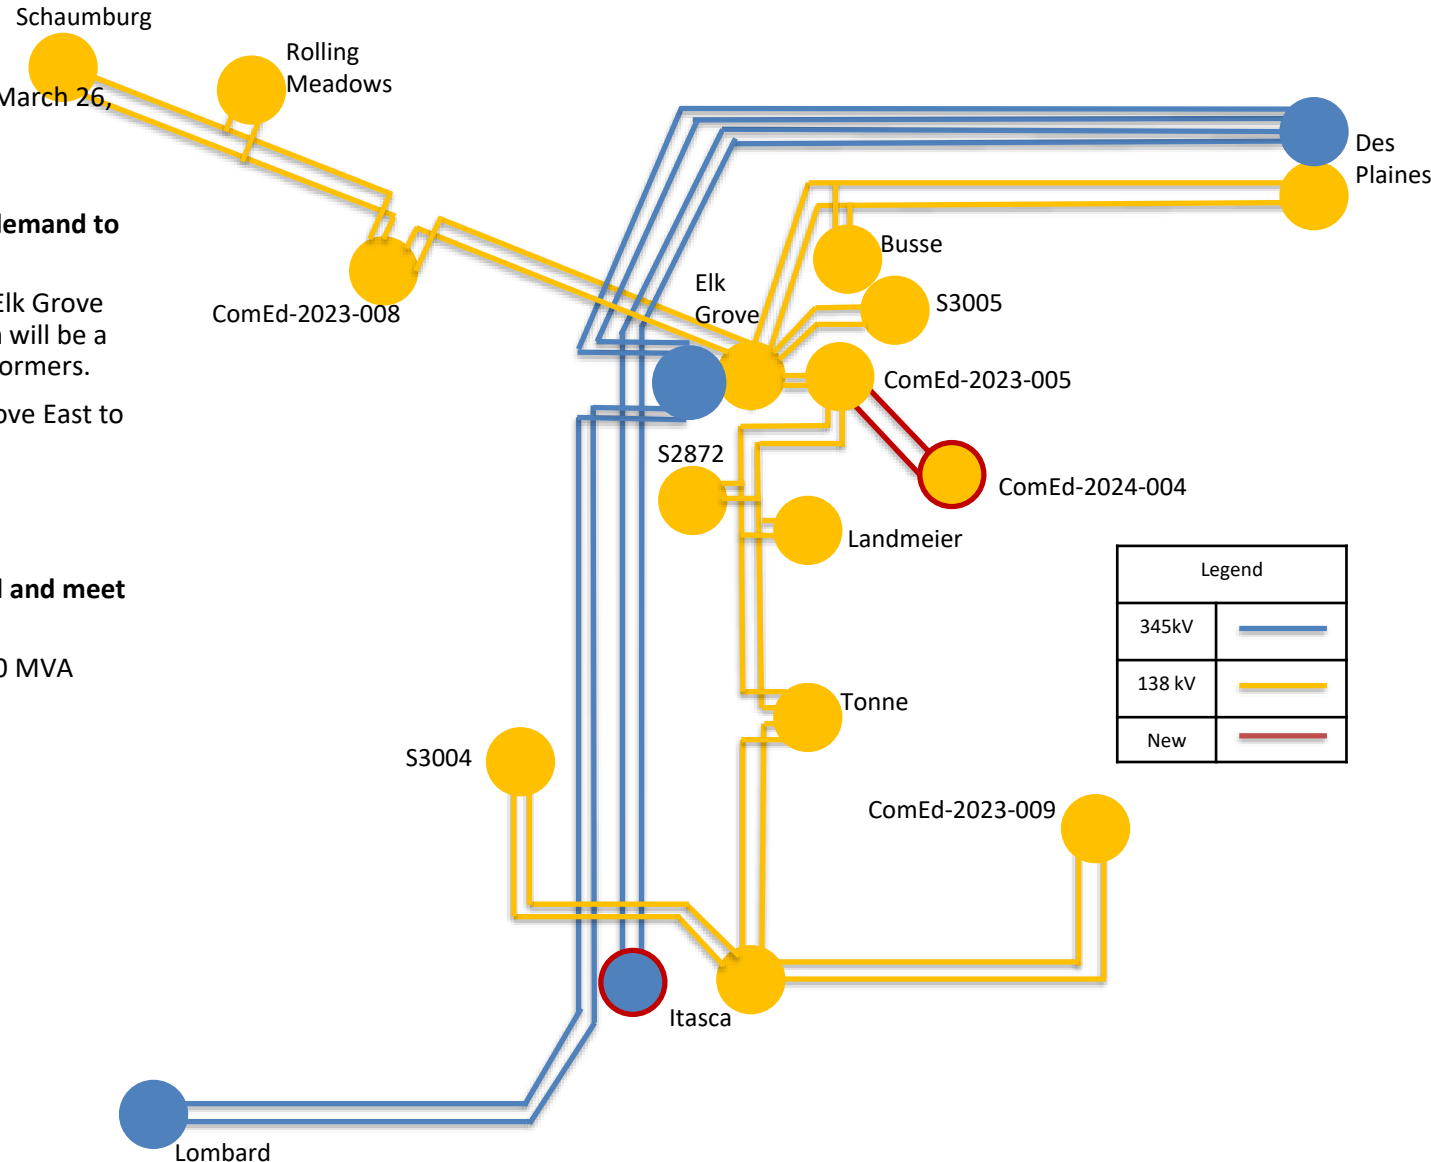 Schaumburg
Rolling
Meadows
March 26,
Des
Plaines
demand to
Busse
Elk
Grove
S3005
Elk Grove
will be a
ormers.
ComEd-2023-008
ComEd-2023-005
ove East to
S2872
ComEd-2024-004
Landmeier
Legend
345kV
138 kV
New
and meet
0 MVA
Tonne
S3004
ComEd-2023-009
Itasca
Lombard